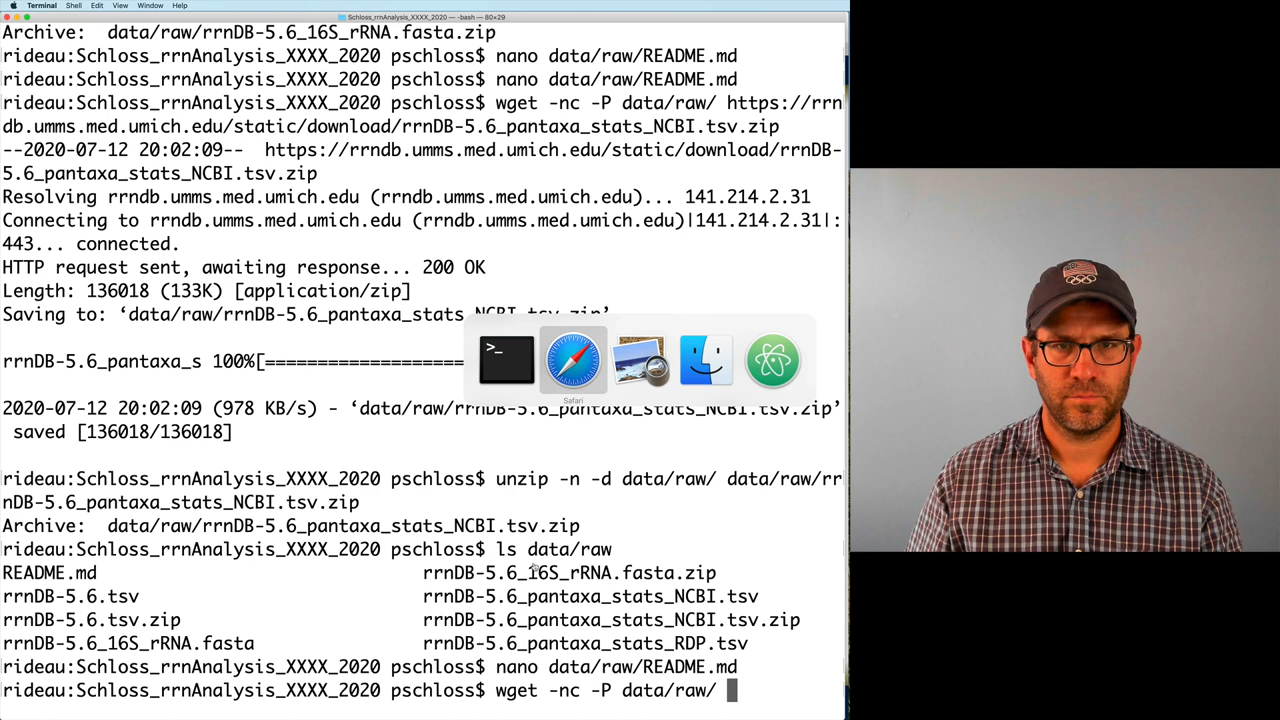 Terminal Shell Edit View Window Help
Schloss_rrnAnalysis_XXXX_2020 — -bash — 80×29
Archive:  data/raw/rrnDB-5.6_16S_rRNA.fasta.zip
rideau:Schloss_rrnAnalysis_XXXX_2020 pschloss$ nano data/raw/README.md
rideau:Schloss_rrnAnalysis_XXXX_2020 pschloss$ nano data/raw/README.md
rideau:Schloss_rrnAnalysis_XXXX_2020 pschloss$ wget -nc -P data/raw/ https://rrn
db.umms.med.umich.edu/static/download/rrnDB-5.6_pantaxa_stats_NCBI.tsv.zip
--2020-07-12 20:02:09--  https://rrndb.umms.med.umich.edu/static/download/rrnDB-
5.6_pantaxa_stats_NCBI.tsv.zip
Resolving rrndb.umms.med.umich.edu (rrndb.umms.med.umich.edu)... 141.214.2.31
Connecting to rrndb.umms.med.umich.edu (rrndb.umms.med.umich.edu)|141.214.2.31|:
443... connected.
HTTP request sent, awaiting response... 200 OK
Length: 136018 (133K) [application/zip]
Saving to: ‘data/raw/rrnDB-5.6_pantaxa_stats_NCBI.tsv.zip’
rrnDB-5.6_pantaxa_s 100%[===================
2020-07-12 20:02:09 (978 KB/s) - ‘data/raw/rrnDB-5.6_pantaxa_stats_NCBI.tsv.zip’
saved [136018/136018]
Safari
rideau:Schloss_rrnAnalysis_XXXX_2020 pschloss$ unzip -n -d data/raw/ data/raw/rr
nDB-5.6_pantaxa_stats_NCBI.tsv.zip
Archive:  data/raw/rrnDB-5.6_pantaxa_stats_NCBI.tsv.zip
rideau:Schloss_rrnAnalysis_XXXX_2020 pschloss$ ls data/raw
README.md rrnDB-5.6_16S_rRNA.fasta.zip
rrnDB-5.6.tsv rrnDB-5.6_pantaxa_stats_NCBI.tsv
rrnDB-5.6.tsv.zip rrnDB-5.6_pantaxa_stats_NCBI.tsv.zip
rrnDB-5.6_16S_rRNA.fasta rrnDB-5.6_pantaxa_stats_RDP.tsv
rideau:Schloss_rrnAnalysis_XXXX_2020 pschloss$ nano data/raw/README.md
rideau:Schloss_rrnAnalysis_XXXX_2020 pschloss$ wget -nc -P data/raw/